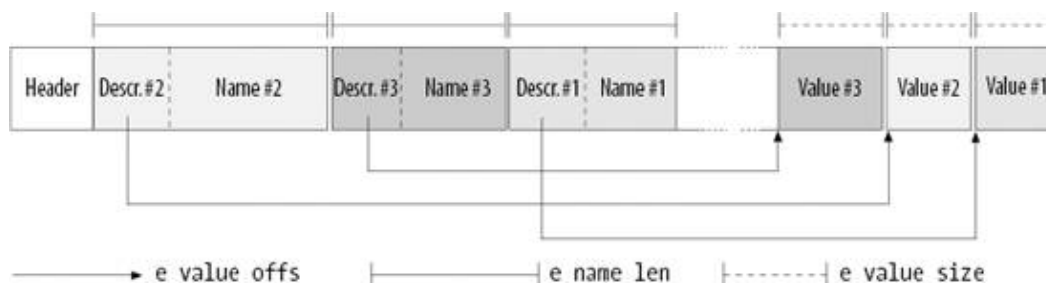 Header Descr.#2 Name #2 Descr.#3 Name #3 Descr.#1 Name #1 Value #3 Value #2 Value #1
e value offs e name len e value size